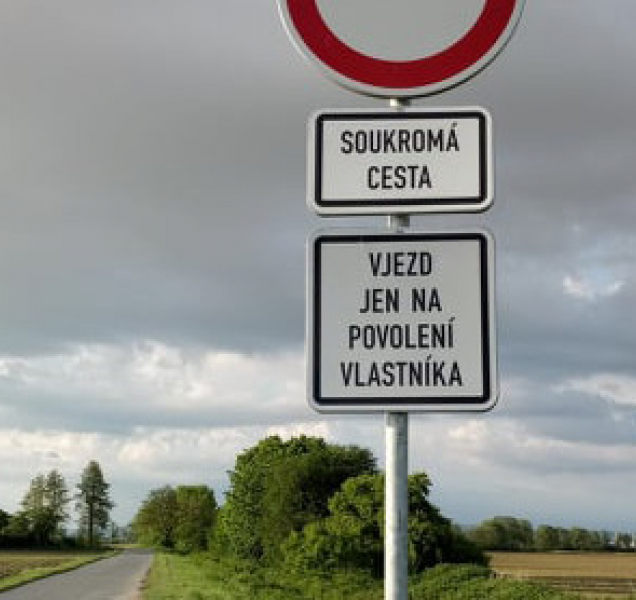 SOUKROMÁ
CESTA
VJEZD
JEN NA
POVOLENÍ
VLASTNÍKA